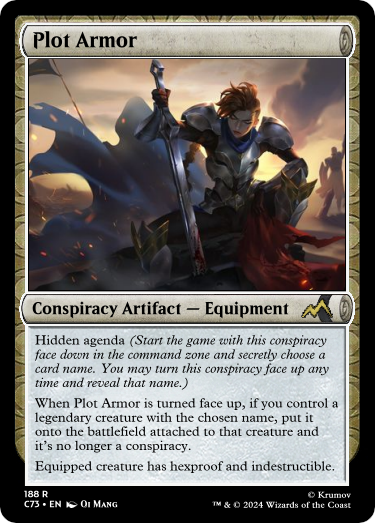 Plot Armor
Conspiracy Artifact — Equipment
Hidden agenda (Start the game with this conspiracy
face down in the command zone and secretly choose a
card name. You may turn this conspiracy face up any
time and reveal that name.)
When Plot Armor is turned face up, if you control a
legendary creature with the chosen name, put it
onto the battlefield attached to that creature and
it's no longer a conspiracy.
Equipped creature has hexproof and indestructible.
188 R
C73 • EN Oi Mang
© Krumov
™ & © 2024 Wizards of the Coast